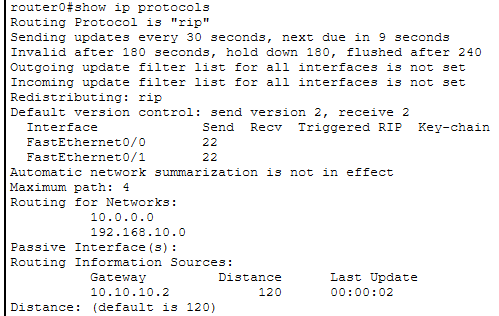 router0#show ip protocols
Routing Protocol is "rip"
Sending updates every 30 seconds, next due in 9 seconds
Invalid after 180 seconds, hold down 180, flushed after 240
Outgoing update filter list for all interfaces is not set
Incoming update filter list for all interfaces is not set
Redistributing: rip
Default version control: send version 2, receive 2
  Interface             Send  Recv  Triggered RIP  Key-chain
  FastEthernet0/0       22
  FastEthernet0/1       22
Automatic network summarization is not in effect
Maximum path: 4
Routing for Networks:
          10.0.0.0
          192.168.10.0
Passive Interface(s):
Routing Information Sources:
          Gateway         Distance      Last Update
          10.10.10.2           120      00:00:02
Distance: (default is 120)